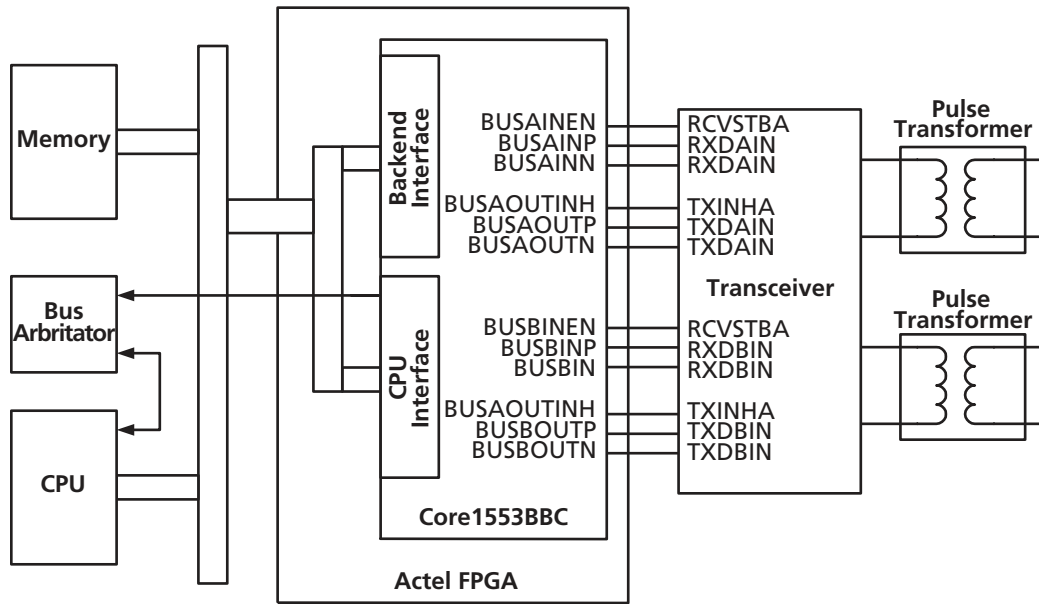 Memory
Bus
Arbritator
CPU
Backend
Interface
CPU
Interface
BUSAINEN
BUSAINP
BUSAINN
BUSAOUTINH
BUSAOUTP
BUSAOUTN
BUSBINEN
BUSBINP
BUSBIN
BUSAOUTINH
BUSBOUTP
BUSBOUTN
Core1553BBC
Actel FPGA
RCVSTBA
RXDAIN
RXDAIN
TXINHA
TXDAIN
TXDAIN
Transceiver
RCVSTBA
RXDBIN
RXDBIN
TXINHA
TXDBIN
TXDBIN
Pulse
Transformer
Pulse
Transformer